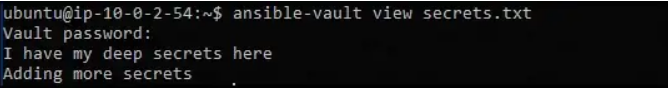 ubuntu@ip-10-0-2-54:~$ ansible-vault view secrets.txt
Vault password:
I have my deep secrets here
Adding more secrets